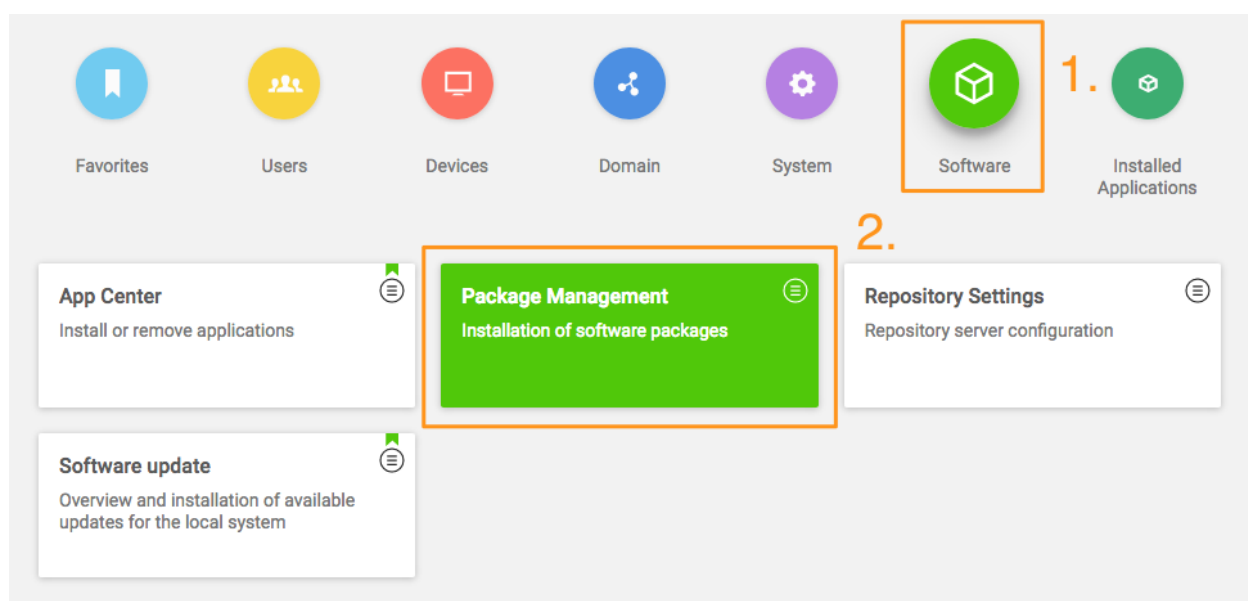 1.
Favorites
Users
Devices
Domain
System
Software
Installed
Applications
2.
App Center
Install or remove applications
Package Management
Installation of software packages
Repository Settings
Repository server configuration
Software update
Overview and installation of available
updates for the local system